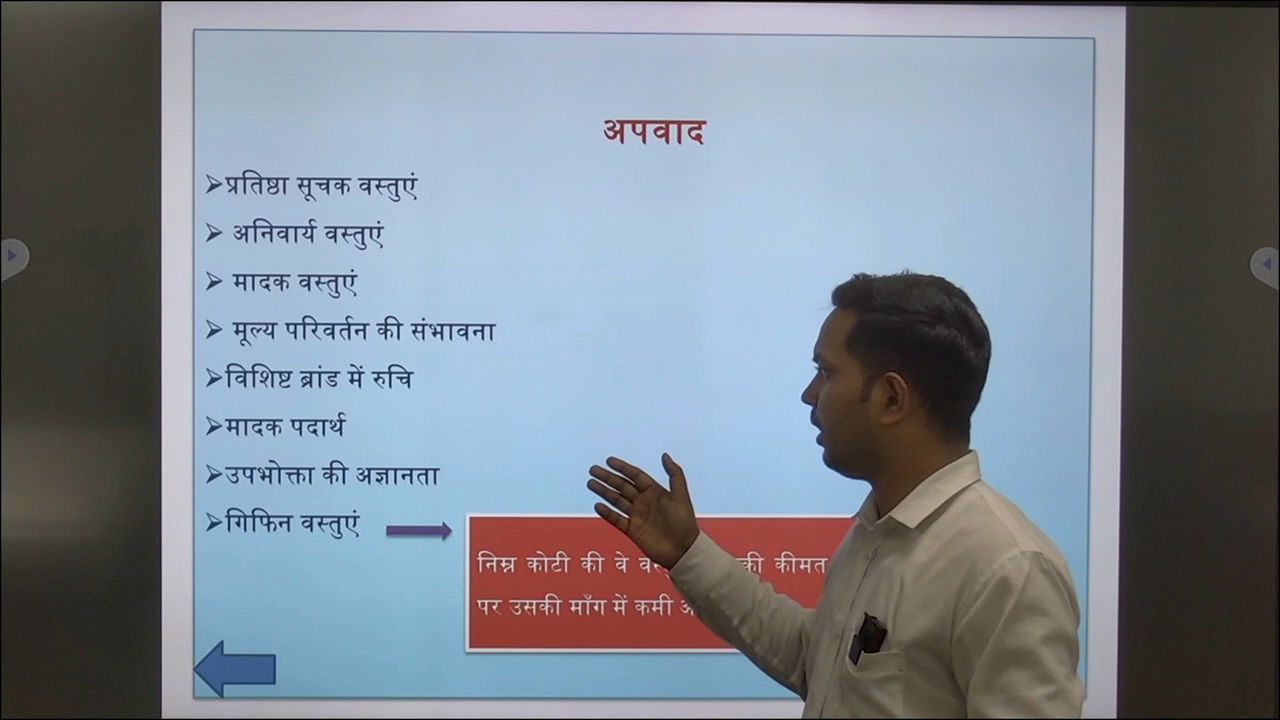 अपवाद
➢प्रतिष्ठा सूचक वस्तुएं
➢ अनिवार्य वस्तुएं
➢ मादक वस्तुएं
➢ मूल्य परिवर्तन की संभावना
➢विशिष्ट ब्रांड में रुचि
➢मादक पदार्थ
➢उपभोक्ता की अज्ञानता
➢गिफिन वस्तुएं
निम्न कोटी की वे की कीमत
पर उसकी माँग में कमी